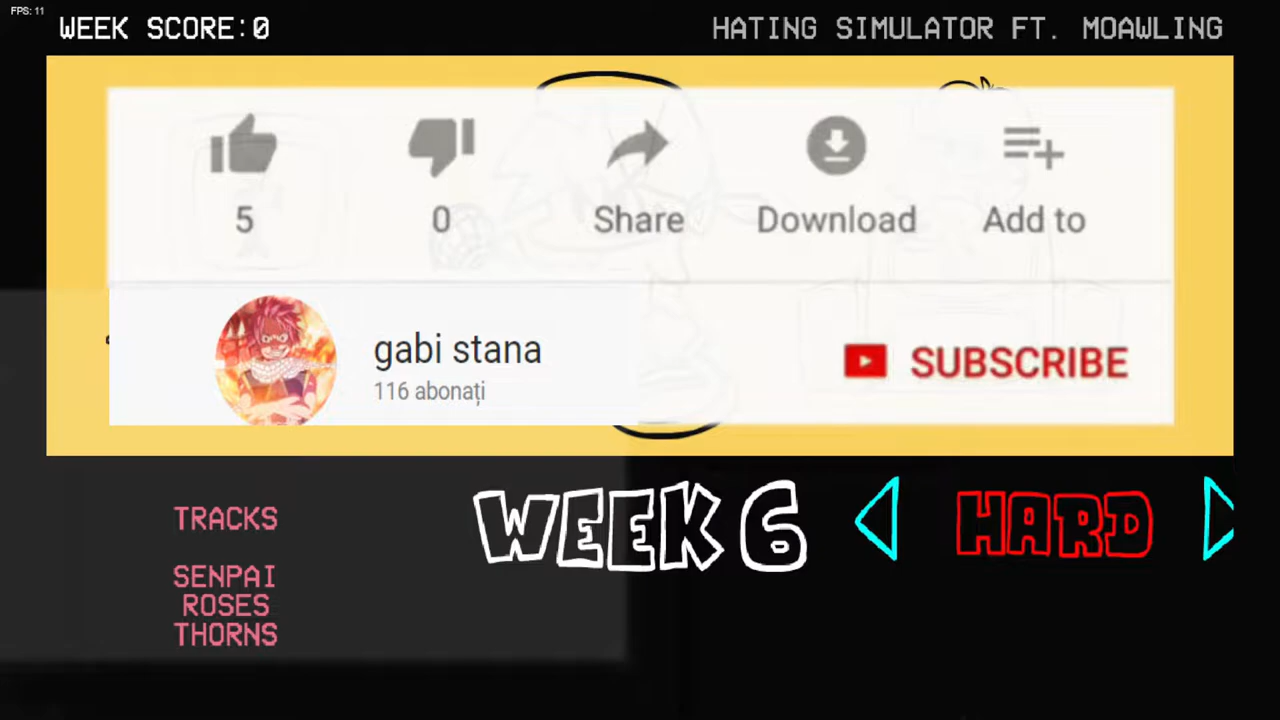 FPS: 11
WEEK SCORE:0
HATING SIMULATOR FT. MOAWLING
5
0
Share
Download
Add to
gabi stana
116 abonați
SUBSCRIBE
WEEK 6
HARD
TRACKS
SENPAI
ROSES
THORNS